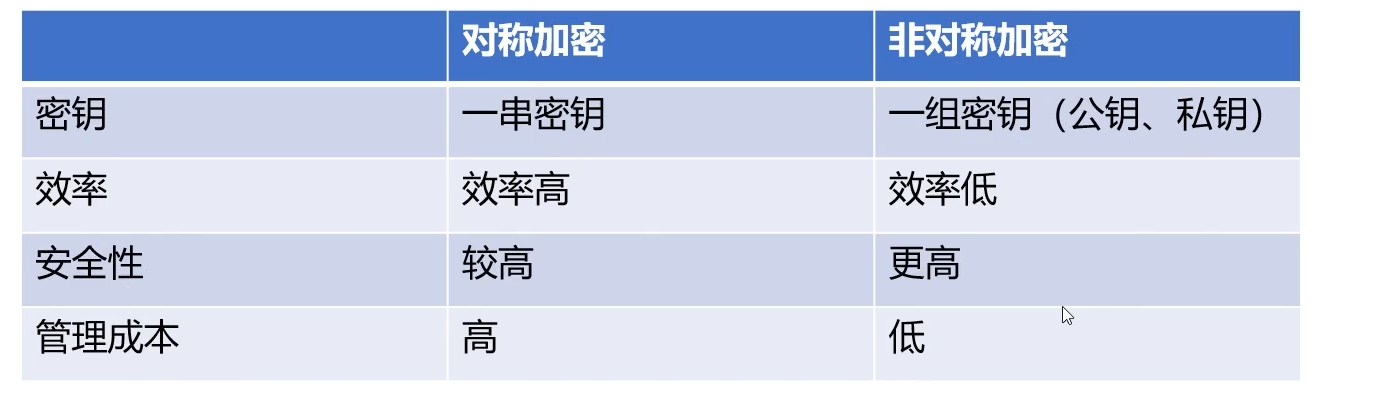 对称加密 非对称加密
密钥 一串密钥 一组密钥（公钥、私钥）
效率 效率高 效率低
安全性 较高 更高
管理成本 高 低